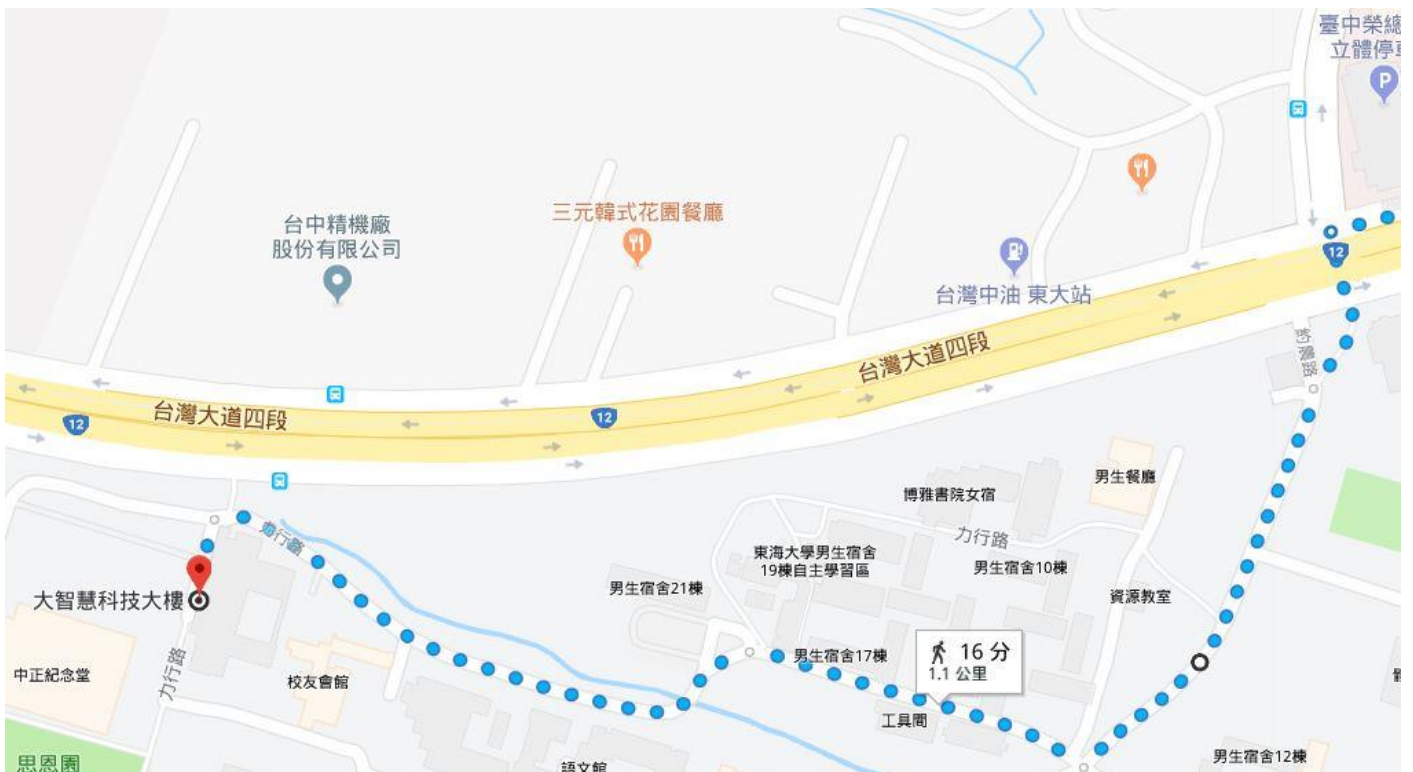 臺中榮總
立體停車
P
台中精機廠
股份有限公司
三元韓式花園餐廳
台灣中油 東大站
12
台灣大道四段
台灣大道四段
12
12
約農路
男生餐廳
博雅書院女宿
力行路
力行路
東海大學男生宿舍
19棟自主學習區
男生宿舍10棟
男生宿舍21棟
資源教室
大智慧科技大樓
男生宿舍17棟
16 分
1.1 公里
中正紀念堂
力行路
校友會館
工具間
思恩園
語文館
男生宿舍12棟